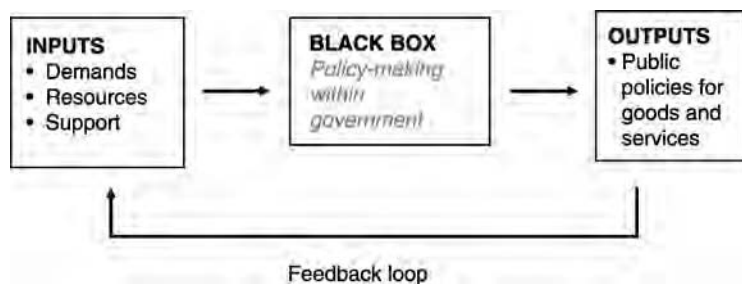 INPUTS
• Demands
• Resources
• Support
BLACK BOX
Policy-making
within
government
OUTPUTS
• Public
policies for
goods and
services
Feedback loop